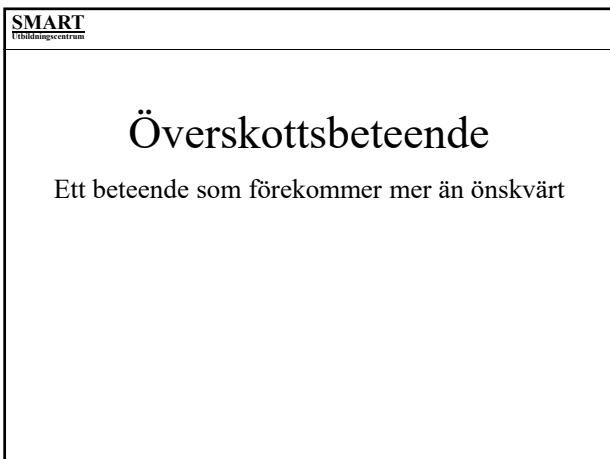 SMART
Utbildningscentrum
Överskottsbeteende
Ett beteende som förekommer mer än önskvärt